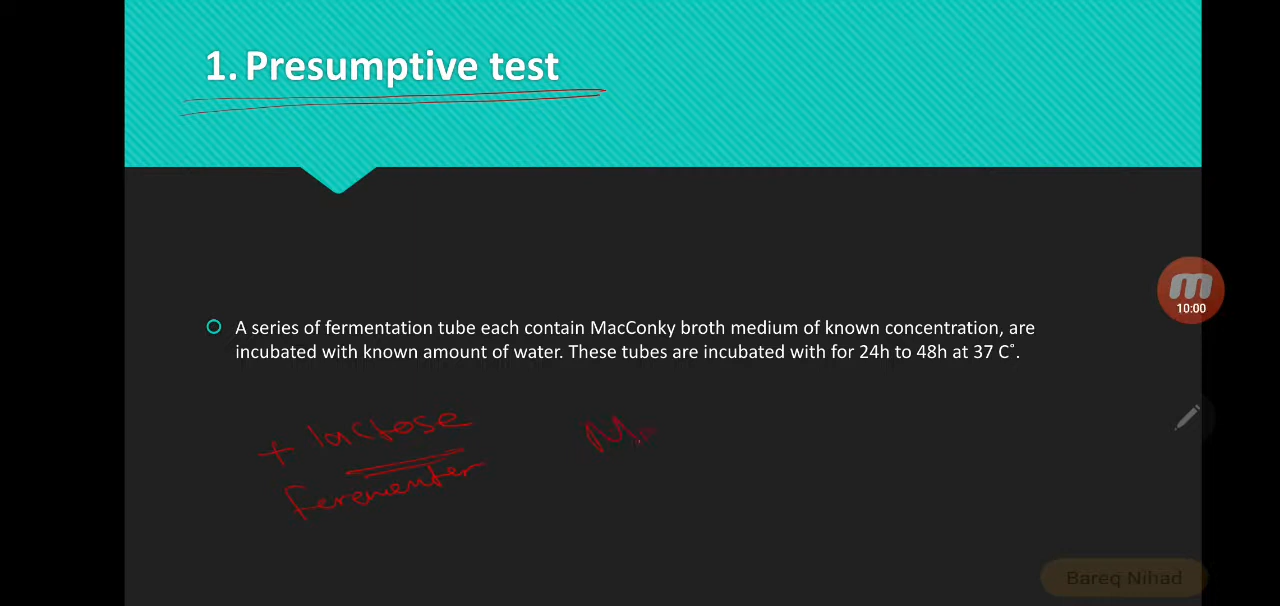 1. Presumptive test
A series of fermentation tube each contain MacConky broth medium of known concentration, are
incubated with known amount of water. These tubes are incubated with for 24h to 48h at 37 C˚.
10:00
+ lactose
Ferementer
Bareq Nihad